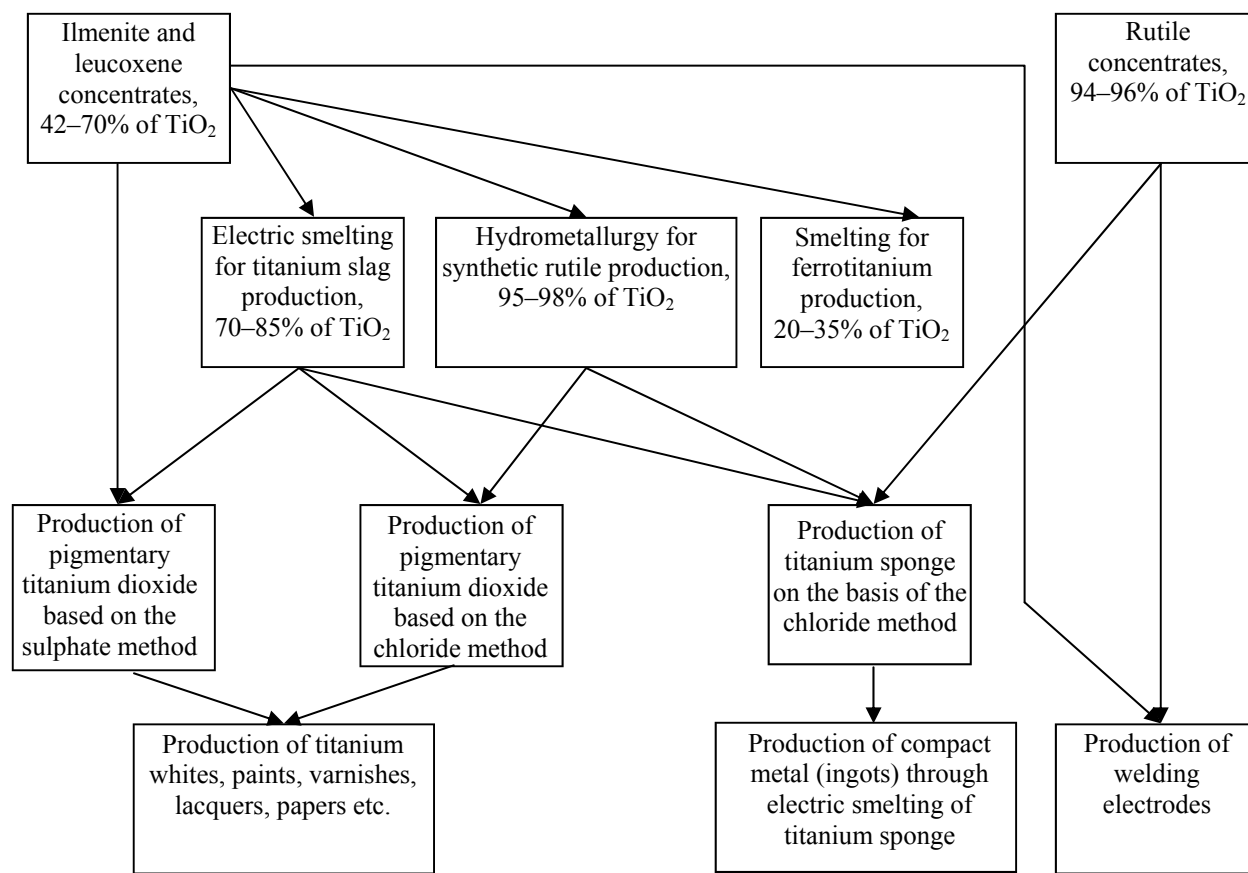 Ilmenite and
leucoxene
concentrates,
42–70% of TiO₂
Rutile
concentrates,
94–96% of TiO₂
Electric smelting
for titanium slag
production,
70–85% of TiO₂
Hydrometallurgy for
synthetic rutile production,
95–98% of TiO₂
Smelting for
ferrotitanium
production,
20–35% of TiO₂
Production of
pigmentary
titanium dioxide
based on the
sulphate method
Production of
pigmentary
titanium dioxide
based on the
chloride method
Production of
titanium sponge
on the basis of the
chloride method
Production of titanium
whites, paints, varnishes,
lacquers, papers etc.
Production of compact
metal (ingots) through
electric smelting of
titanium sponge
Production of
welding
electrodes